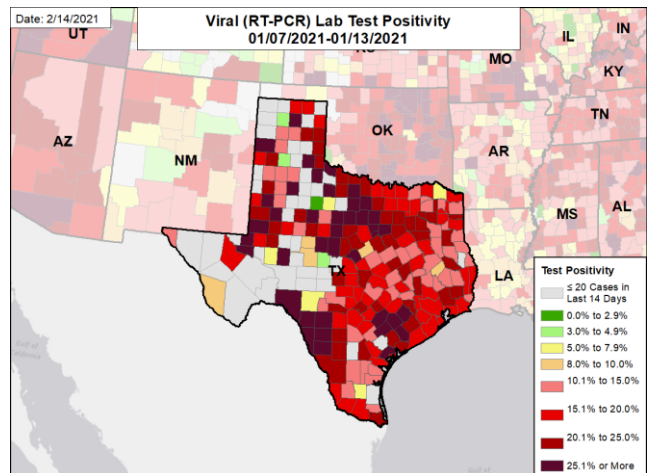 Date: 2/14/2021
Viral (RT-PCR) Lab Test Positivity
01/07/2021-01/13/2021
UT
MO
IL
IN
KY
AZ
NM
OK
TN
AR
MS
AL
TX
LA
Test Positivity
≤ 20 Cases in
Last 14 Days
0.0% to 2.9%
3.0% to 4.9%
5.0% to 7.9%
8.0% to 10.0%
10.1% to 15.0%
15.1% to 20.0%
20.1% to 25.0%
25.1% or More
Gulf of
California